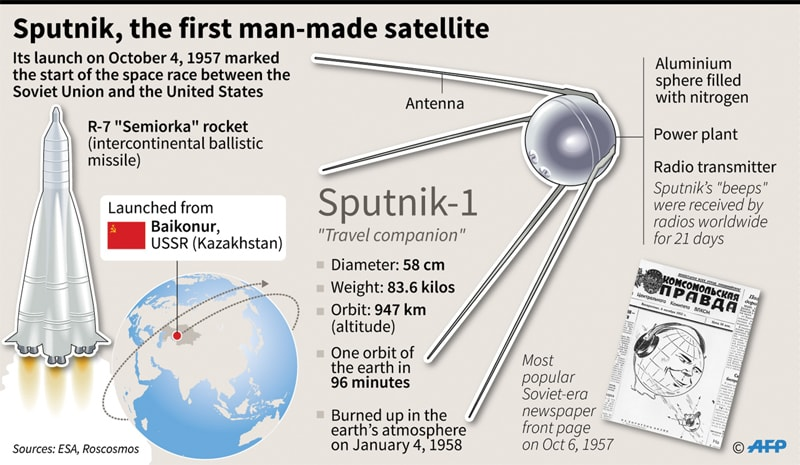 Sputnik, the first man-made satellite
Its launch on October 4, 1957 marked
the start of the space race between the
Soviet Union and the United States
R-7 "Semiorka" rocket
(intercontinental ballistic
missile)
Launched from
Baikonur,
USSR (Kazakhstan)
Antenna
Aluminium
sphere filled
with nitrogen
Power plant
Radio transmitter
Sputnik's "beeps"
were received by
radios worldwide
for 21 days
Sputnik-1
"Travel companion"
Diameter: 58 cm
Weight: 83.6 kilos
Orbit: 947 km
(altitude)
One orbit of
the earth in
96 minutes
Burned up in the
earth's atmosphere
on January 4, 1958
Most
popular
Soviet-era
newspaper
front page
on Oct 6, 1957
КОМСОМОЛЬСКАЯ
ПРАВДА
Центрального Комитета ВЛКСМ
Sources: ESA, Roscosmos
© AFP